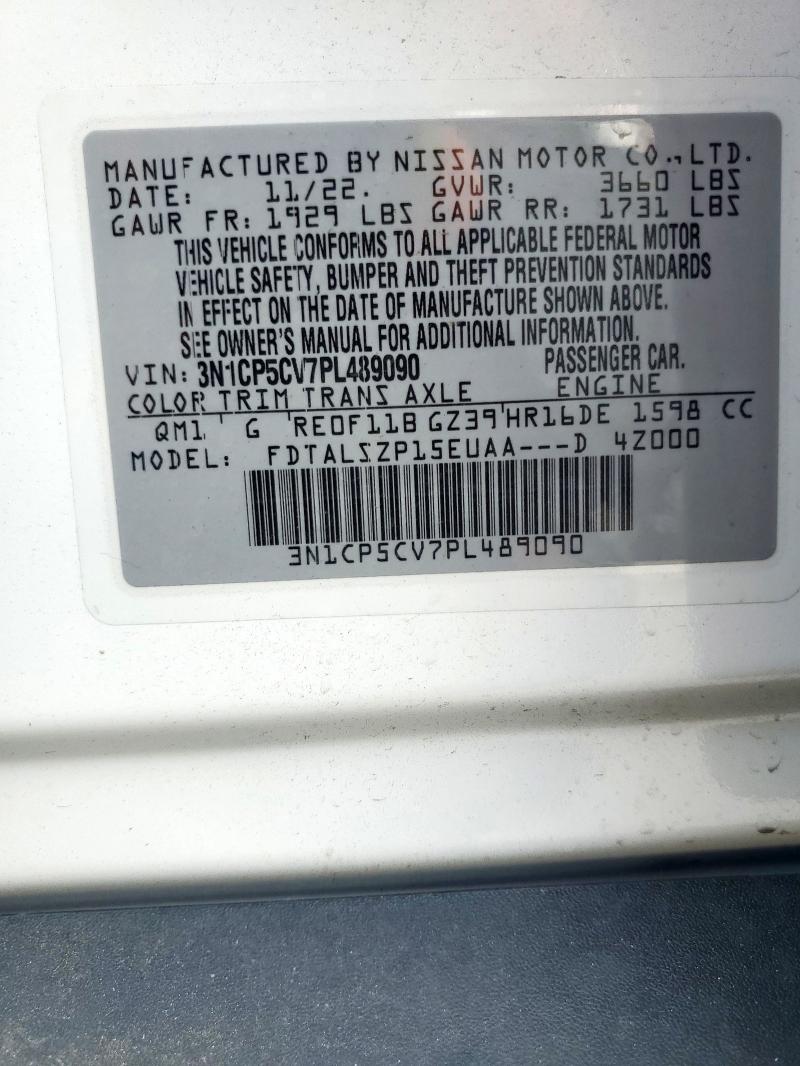 MANUFACTURED BY NISSAN MOTOR CO., LTD.
DATE: 11/22. GVWR: 3660 LBS
GAWR FR: 1929 LBS GAWR RR: 1731 LBS
THIS VEHICLE CONFORMS TO ALL APPLICABLE FEDERAL MOTOR
VEHICLE SAFETY, BUMPER AND THEFT PREVENTION STANDARDS
IN EFFECT ON THE DATE OF MANUFACTURE SHOWN ABOVE.
SEE OWNER'S MANUAL FOR ADDITIONAL INFORMATION.
VIN: 3N1CP5CV7PL489090 PASSENGER CAR.
COLOR TRIM TRANS AXLE ENGINE
QM1 G RE0F11B GZ39 HR16DE 1598 CC
MODEL: FDTALSZP15EUAA---D 4Z000
3N1CP5CV7PL489090